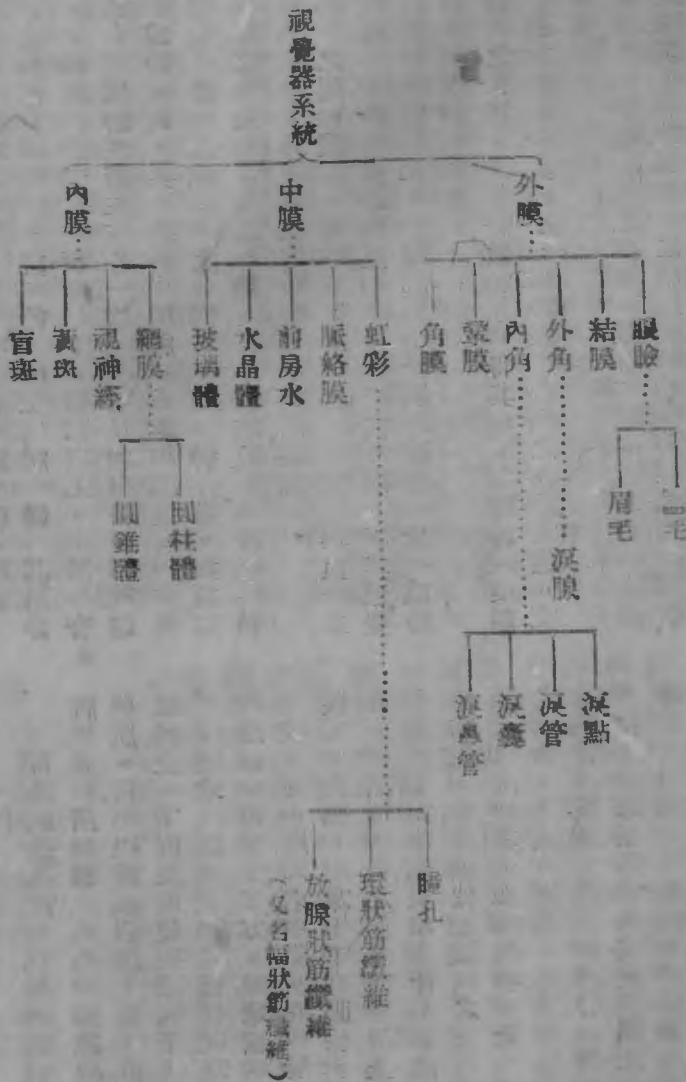 視覺器系統
外膜
中膜
內膜
眼瞼
結膜
外角
內角
鞏膜
角膜
虹彩
脈絡膜
前房水
水晶體
玻璃體
網膜
視神經
黃斑
盲斑
毛
眉毛
淚腺
淚點
淚管
淚囊
淚鼻管
圓柱體
圓錐體
瞳孔
環狀筋纖維
放腺狀筋纖維
(又名幅狀筋纖維)